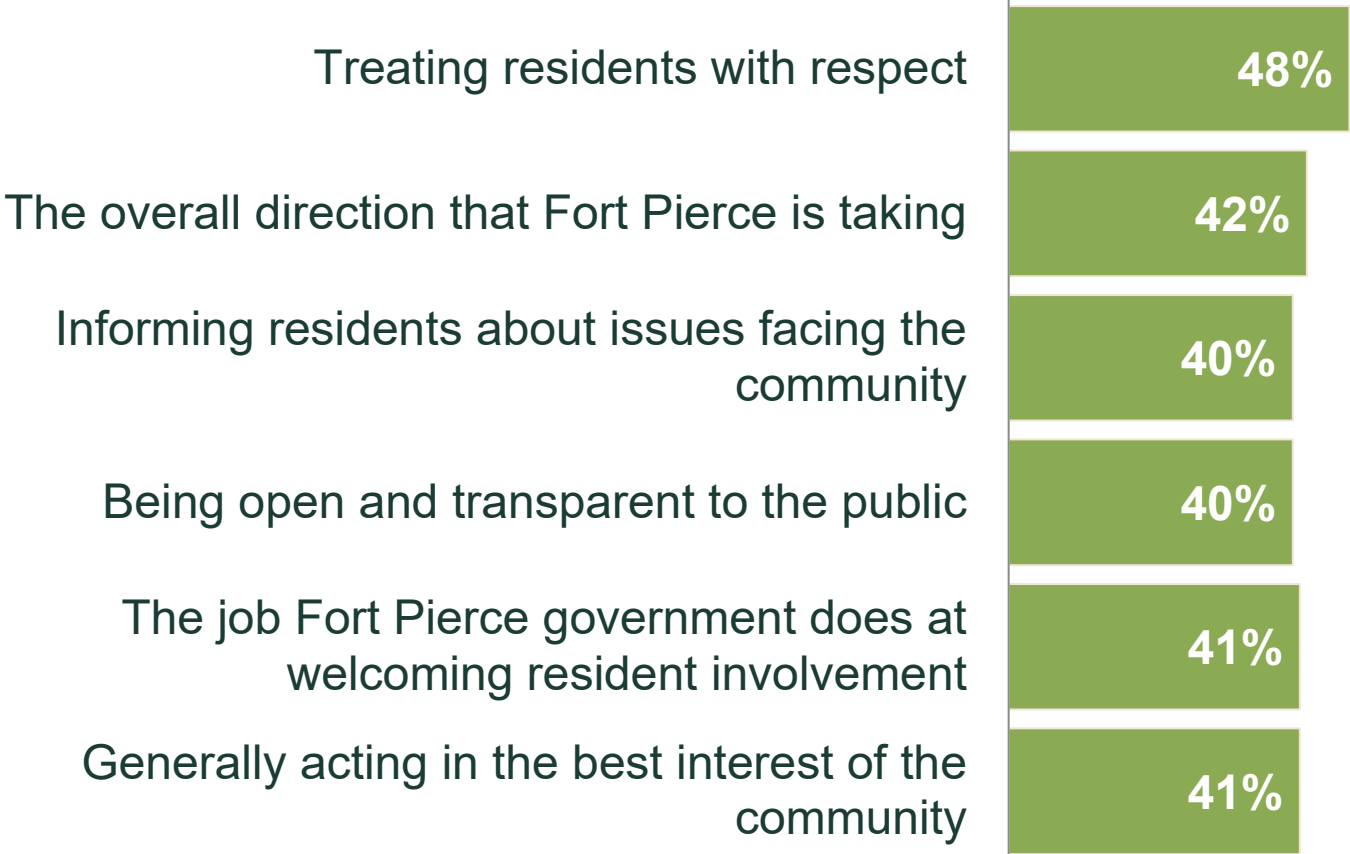 Treating residents with respect
48%
The overall direction that Fort Pierce is taking
42%
Informing residents about issues facing the
community
40%
Being open and transparent to the public
40%
The job Fort Pierce government does at
welcoming resident involvement
41%
Generally acting in the best interest of the
community
41%